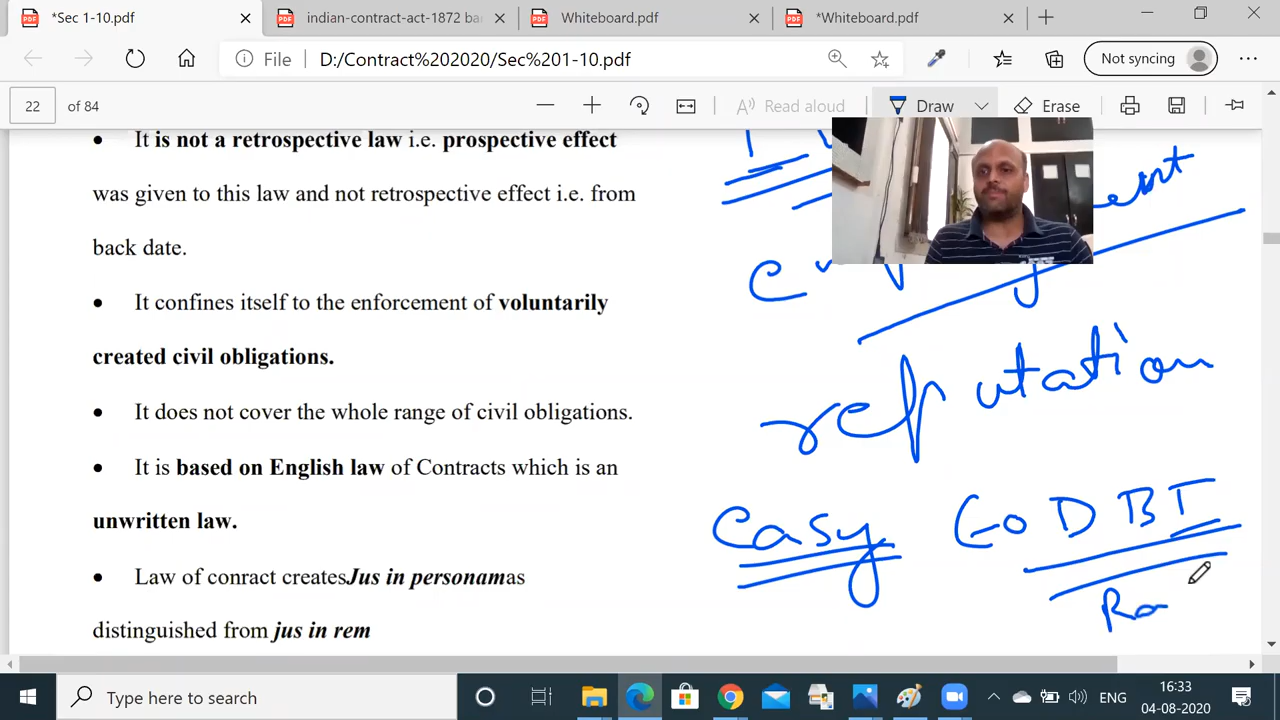 *Sec 1-10.pdf
indian-contract-act-1872 ba
Whiteboard.pdf
*Whiteboard.pdf
File D:/Contract%202020/Sec%201-10.pdf
Not syncing
22 of 84
Read aloud
Draw
Erase
• It is not a retrospective law i.e. prospective effect
was given to this law and not retrospective effect i.e. from
back date.
• It confines itself to the enforcement of voluntarily
created civil obligations.
• It does not cover the whole range of civil obligations.
• It is based on English law of Contracts which is an
unwritten law.
• Law of conract createsJus in personamas
distinguished from jus in rem
reputation
Easy
Ra
Type here to search
ENG
16:33
04-08-2020